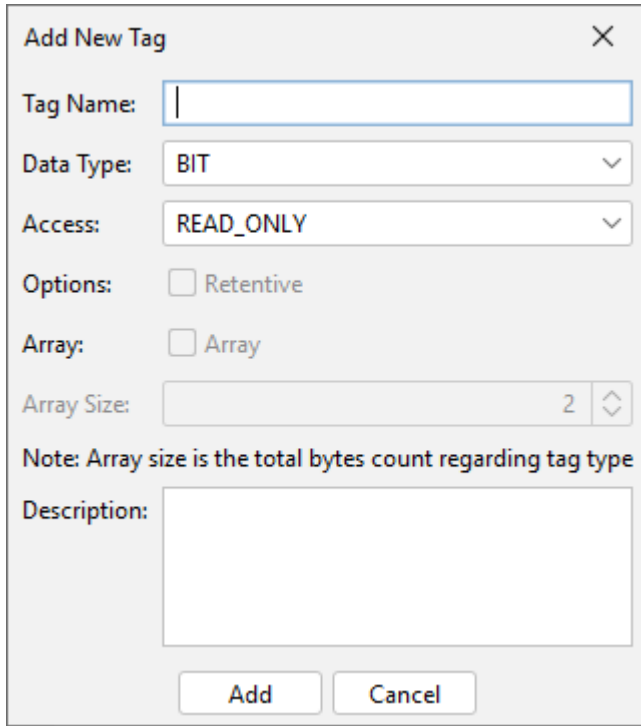 Add New Tag
Tag Name:
Data Type: BIT
Access: READ_ONLY
Options: Retentive
Array: Array
Array Size: 2
Note: Array size is the total bytes count regarding tag type
Description:
Add Cancel